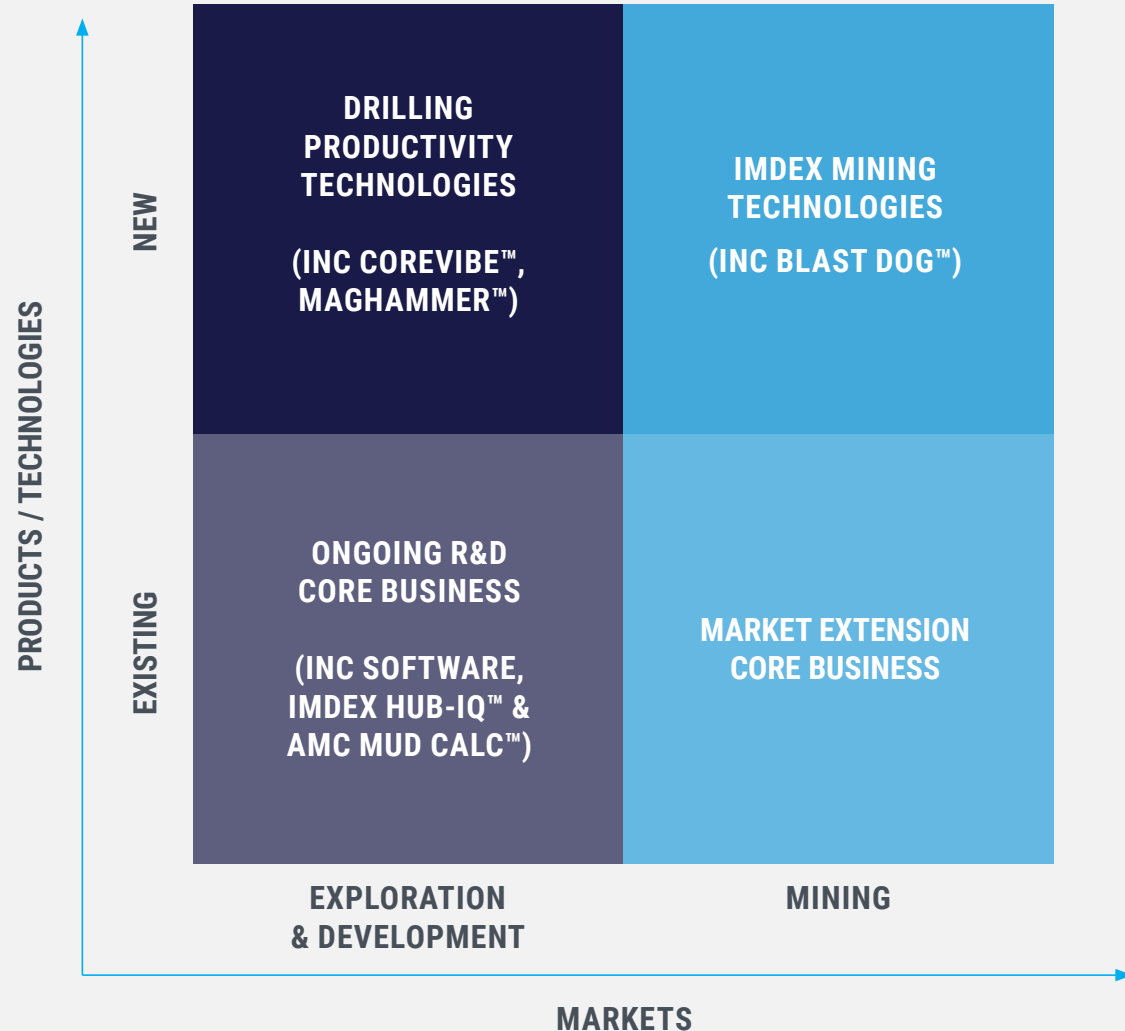 PRODUCTS / TECHNOLOGIES
NEW
DRILLING
PRODUCTIVITY
TECHNOLOGIES
(INC COREVIBE™,
MAGHAMMER™)
IMDEX MINING
TECHNOLOGIES
(INC BLAST DOG™)
EXISTING
ONGOING R&D
CORE BUSINESS
(INC SOFTWARE,
IMDEX HUB-IQ™ &
AMC MUD CALC™)
MARKET EXTENSION
CORE BUSINESS
EXPLORATION
& DEVELOPMENT
MINING
MARKETS